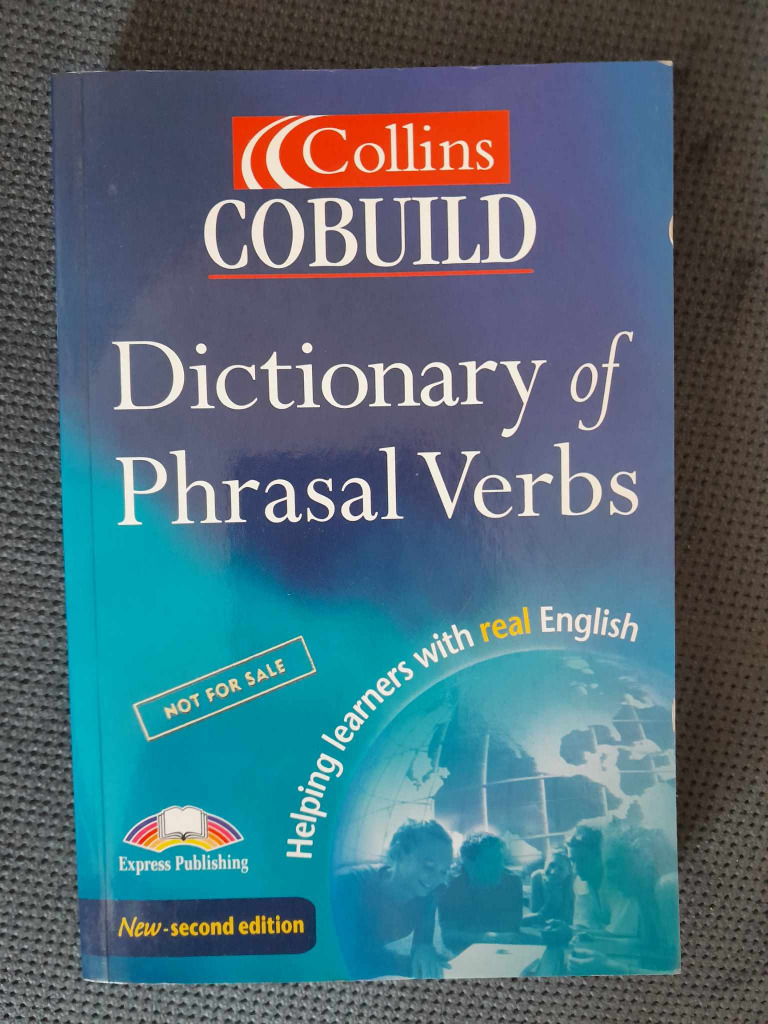 Collins
COBUILD
Dictionary of
Phrasal Verbs
Helping learners with real English
NOT FOR SALE
Express Publishing
New-second edition